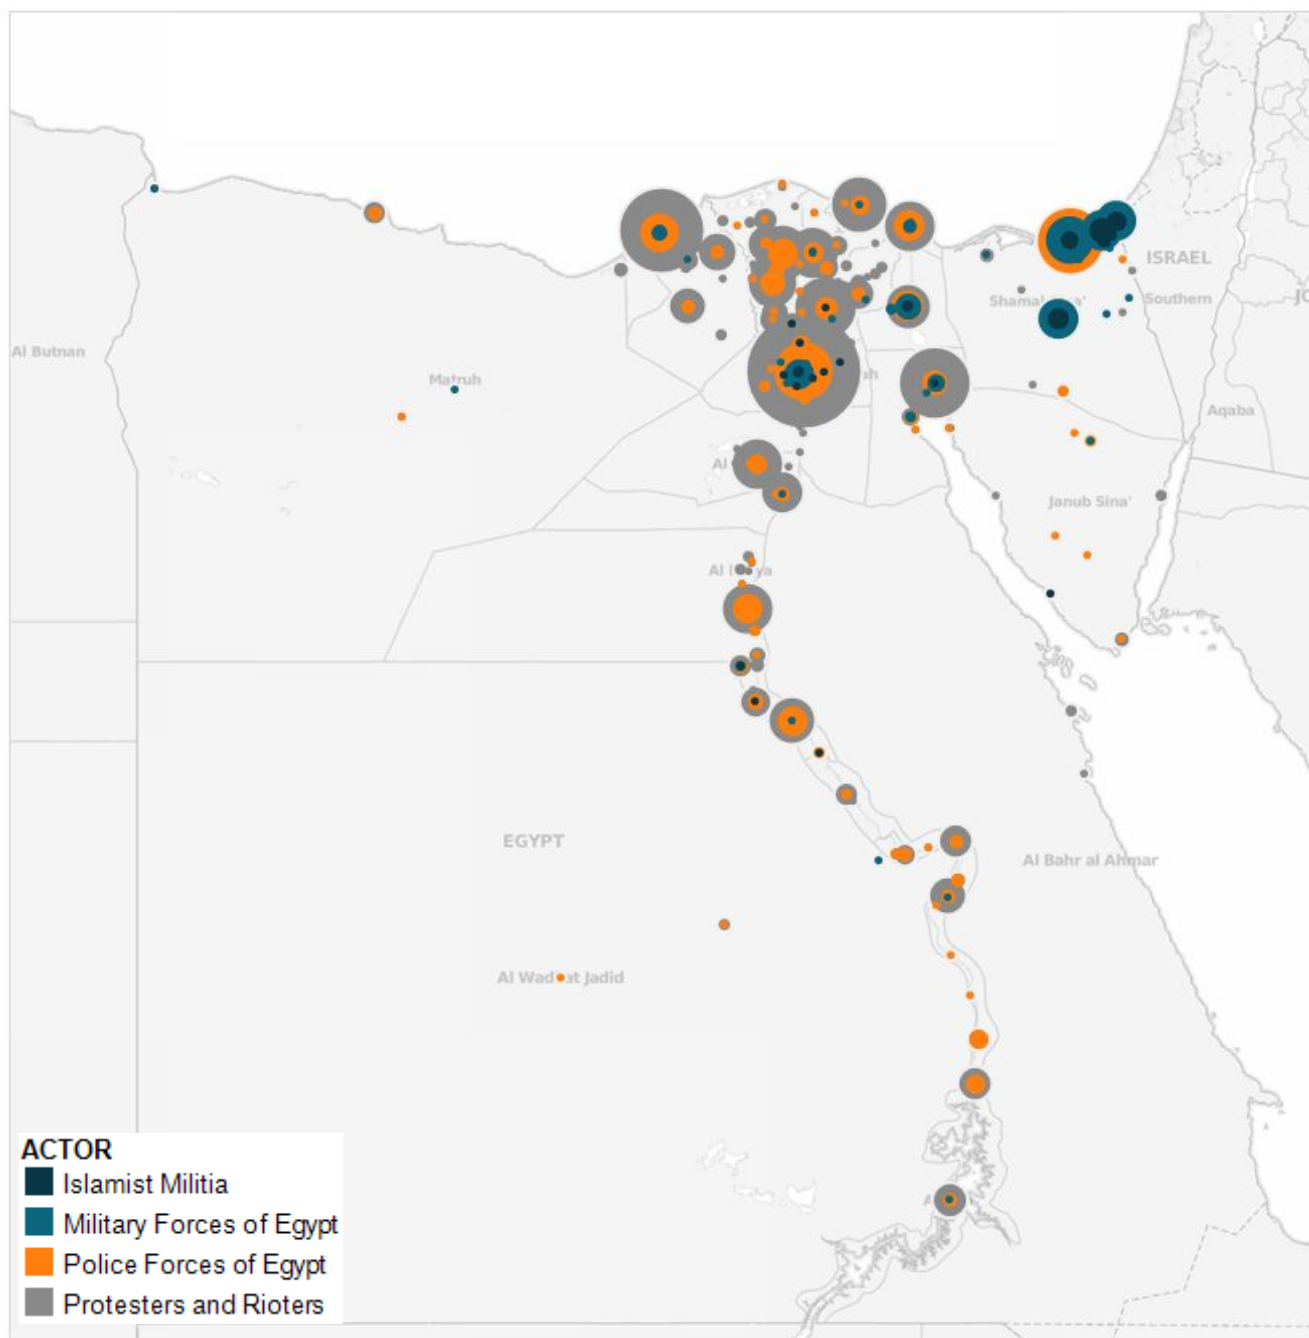 ISRAEL
Southern
Al Butnan
Matruh
Aqaba
Janub Sina'
EGYPT
Al Bahr al Ahmar
Jadid
ACTOR
Islamist Militia
Military Forces of Egypt
Police Forces of Egypt
Protesters and Rioters